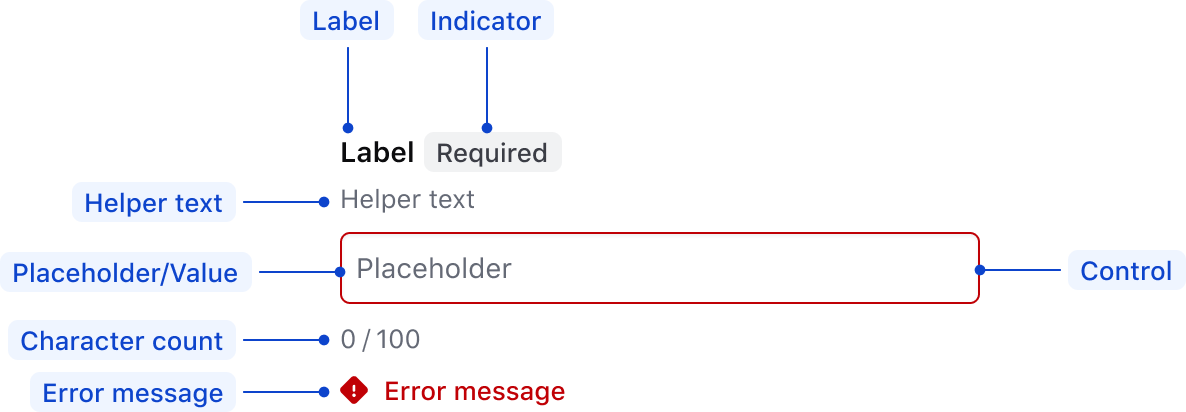 Label Indicator
Label Required
Helper text Helper text
Placeholder/Value Placeholder Control
Character count 0 / 100
Error message Error message